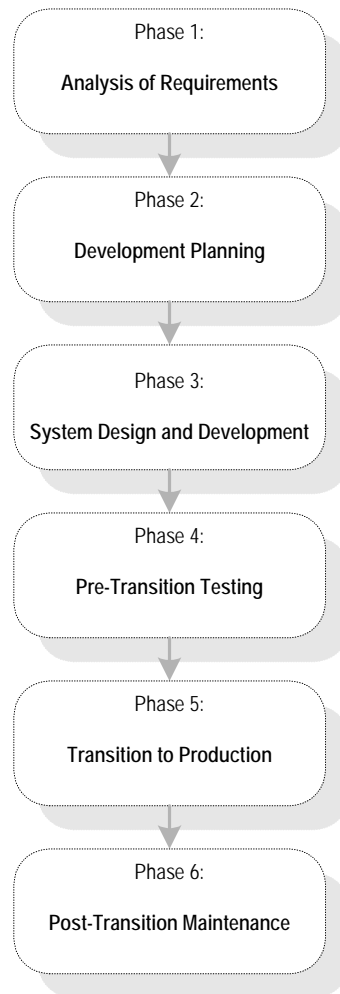 Phase 1:
Analysis of Requirements
Phase 2:
Development Planning
Phase 3:
System Design and Development
Phase 4:
Pre-Transition Testing
Phase 5:
Transition to Production
Phase 6:
Post-Transition Maintenance